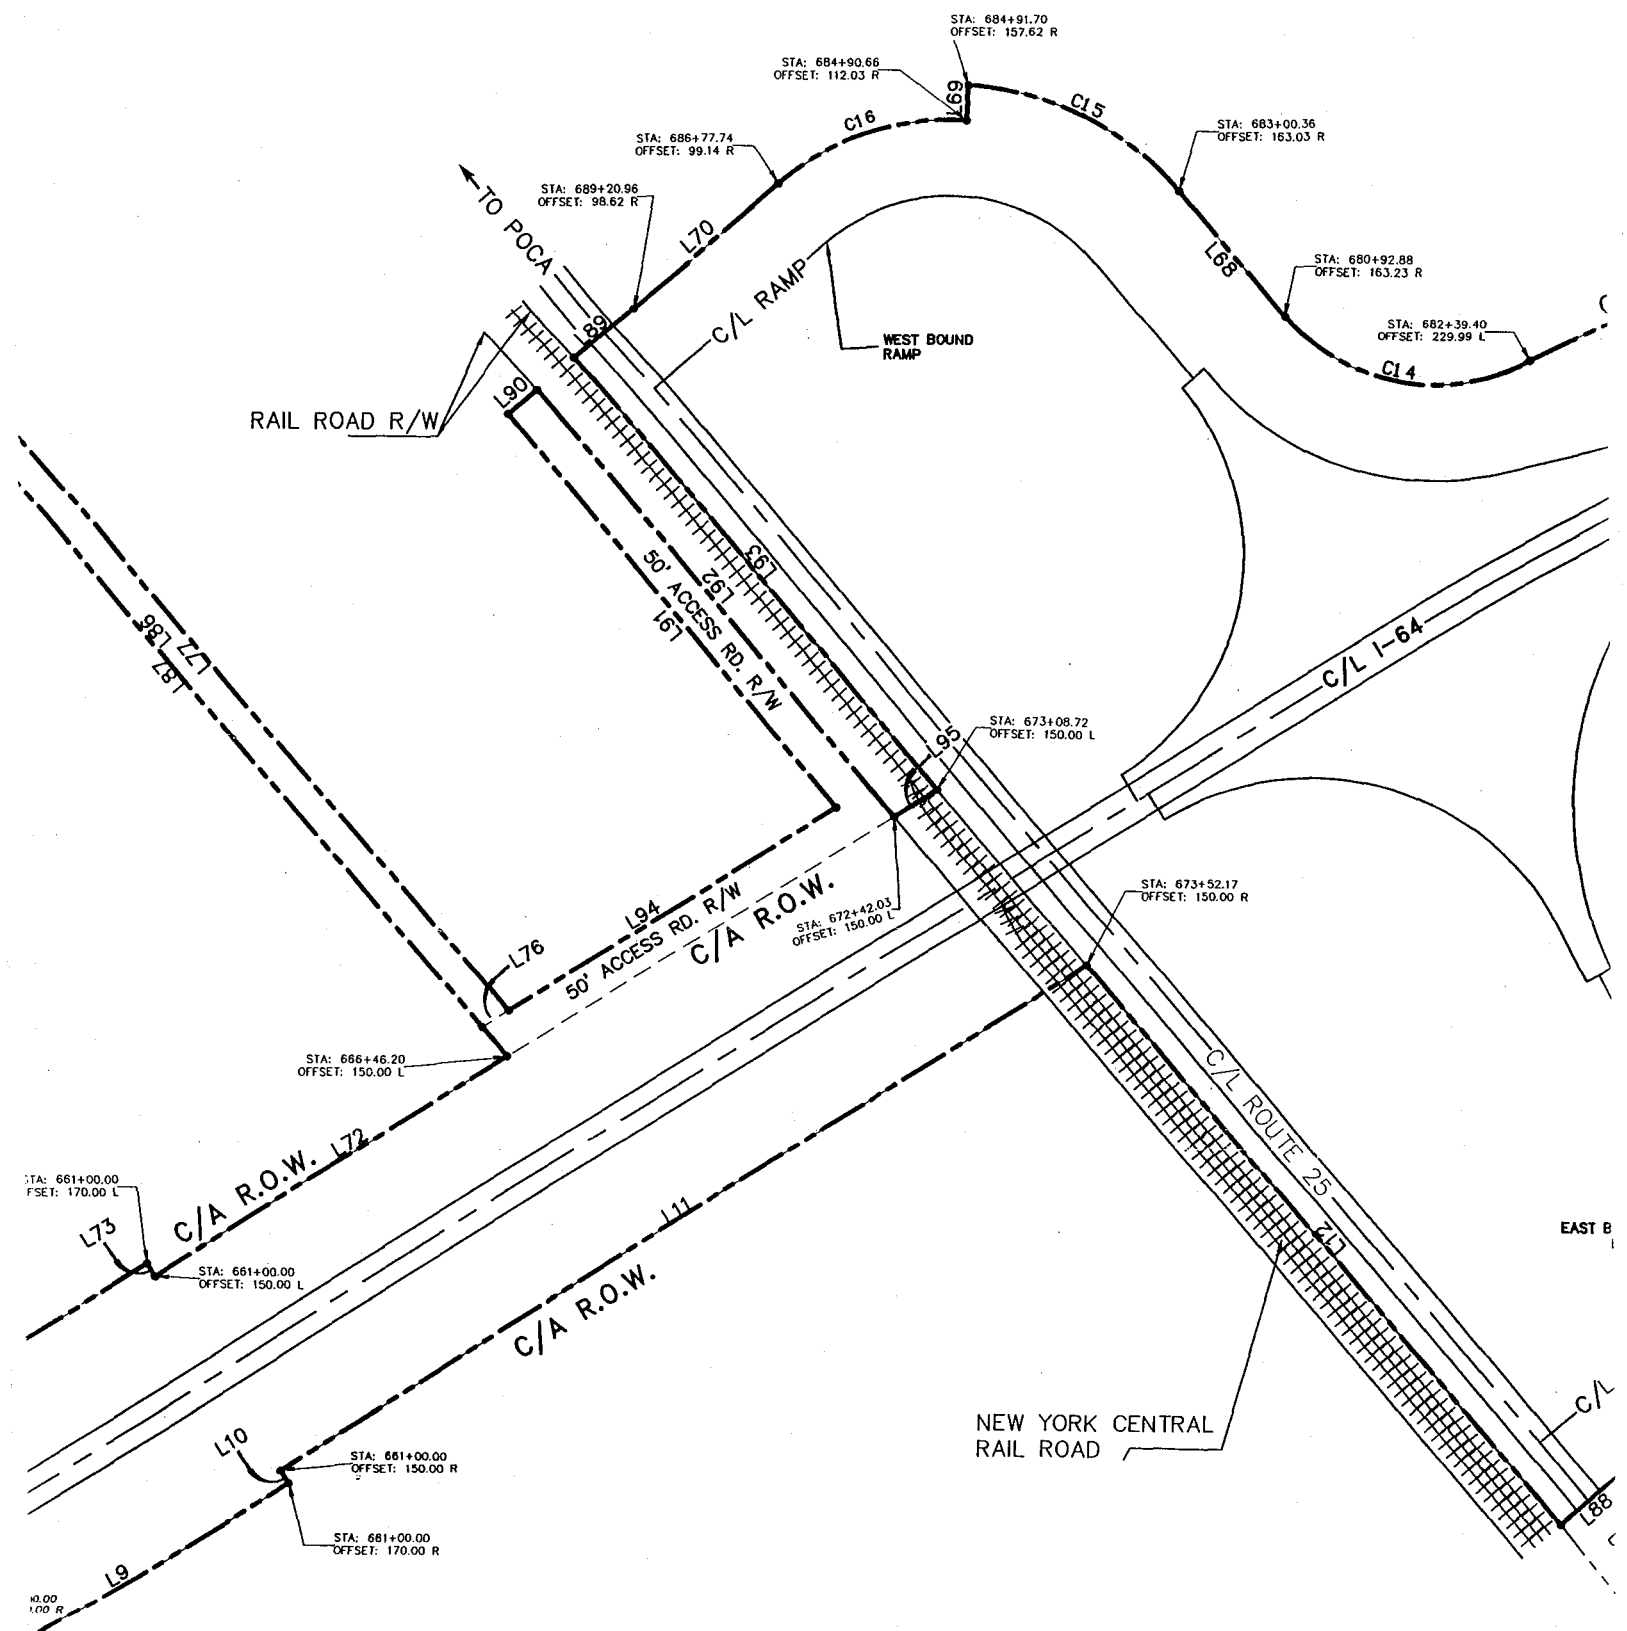 STA: 684+91.70
OFFSET: 157.62 R
STA: 684+90.66
OFFSET: 112.03 R
L69
C15
C16
STA: 683+00.36
OFFSET: 163.03 R
STA: 686+77.74
OFFSET: 99.14 R
STA: 689+20.96
OFFSET: 98.62 R
TO POCA
L70
L68
STA: 680+92.88
OFFSET: 163.23 R
C/L RAMP
L89
WEST BOUND
RAMP
STA: 682+39.40
OFFSET: 229.99 L
C14
L90
RAIL ROAD R/W
L93
L92
50' ACCESS RD. R/W
L91
L86
L77
L87
C/L I-64
STA: 673+08.72
OFFSET: 150.00 L
L95
STA: 673+52.17
OFFSET: 150.00 R
L94
50' ACCESS RD. R/W
C/A R.O.W.
STA: 672+42.03
OFFSET: 150.00 L
L76
STA: 666+46.20
OFFSET: 150.00 L
C/L ROUTE 25
L72
C/A R.O.W.
STA: 661+00.00
FSET: 170.00 L
L73
STA: 661+00.00
OFFSET: 150.00 L
L11
C/A R.O.W.
L12
EAST B
C/L
NEW YORK CENTRAL
RAIL ROAD
L10
STA: 661+00.00
OFFSET: 150.00 R
L88
STA: 661+00.00
OFFSET: 170.00 R
L9
00.00
.00 R